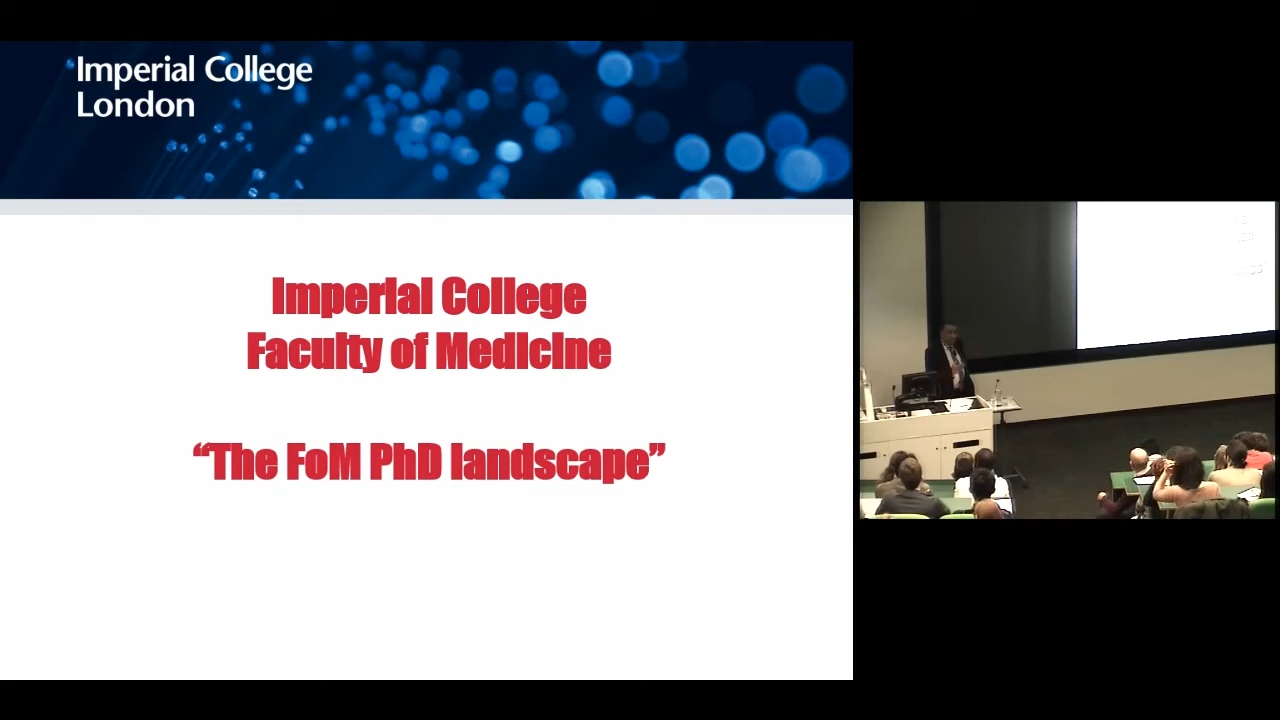 Imperial College
London
Imperial College
Faculty of Medicine
“The FoM PhD landscape”